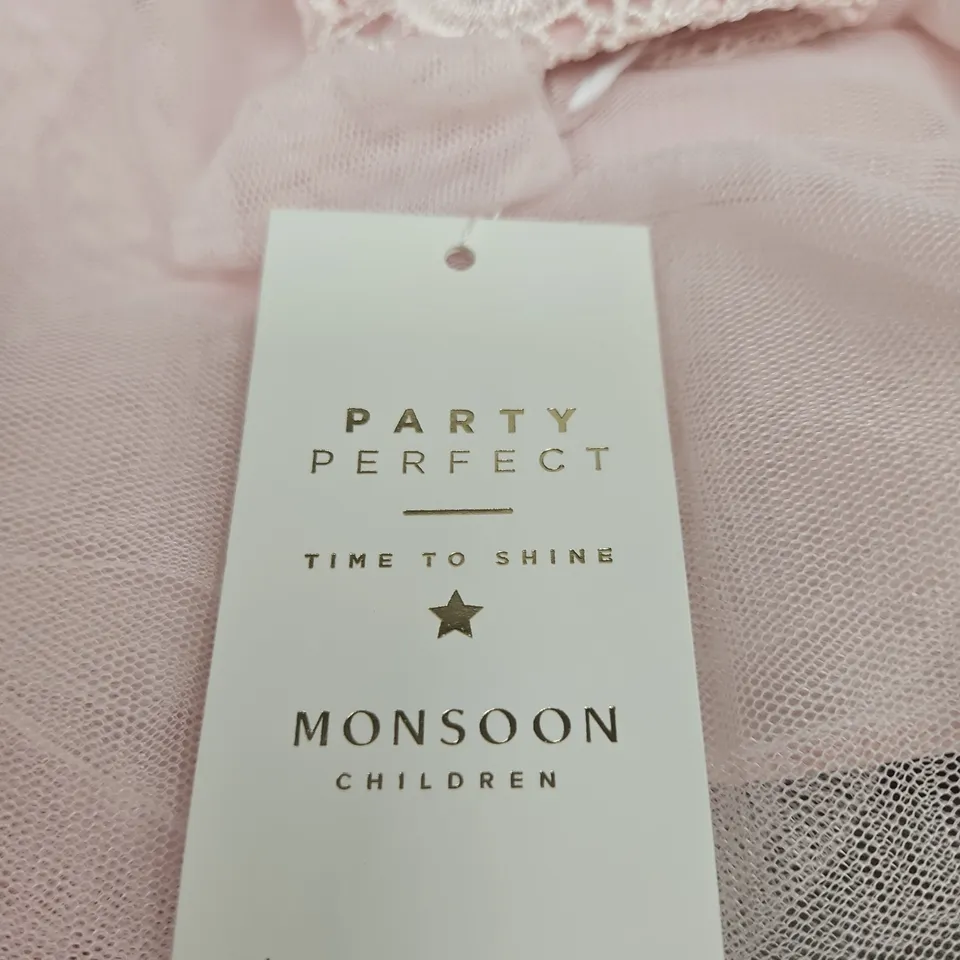 PARTY
PERFECT
TIME TO SHINE
MONSOON
CHILDREN